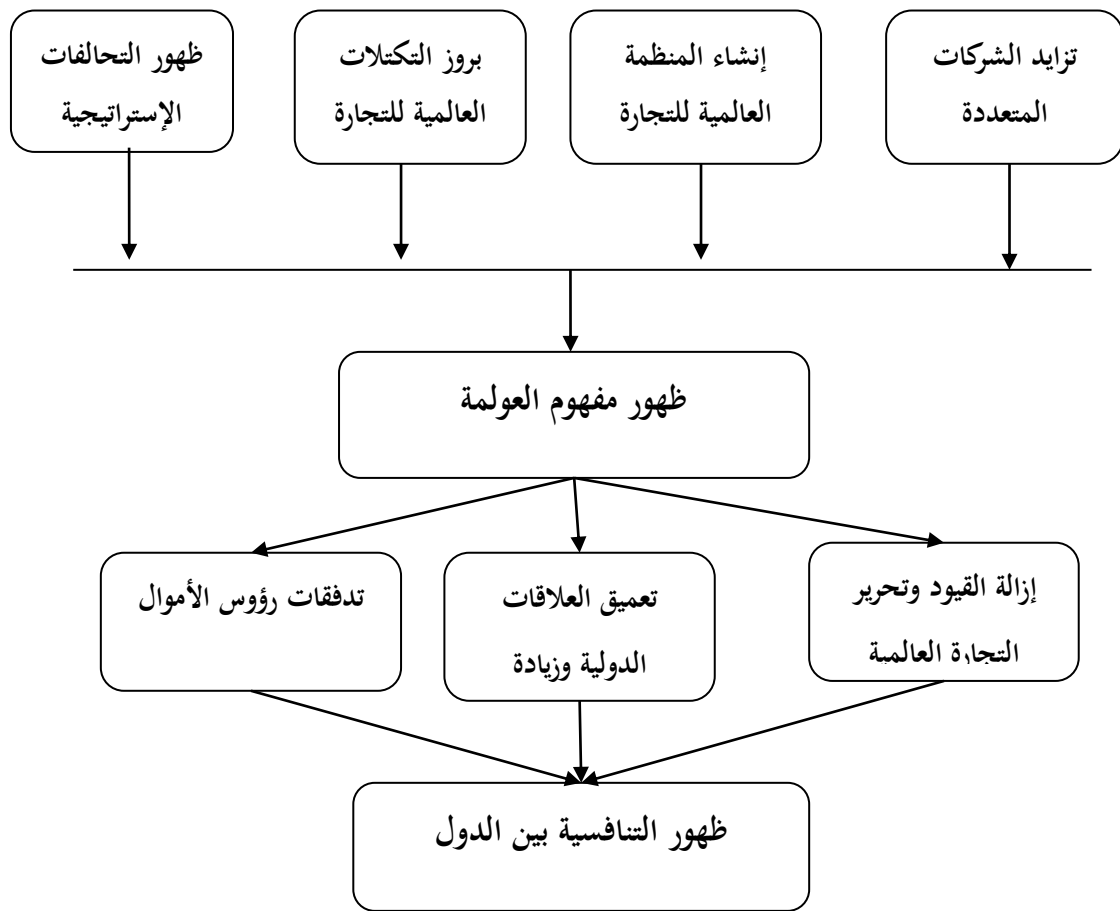 تزايد الشركات
المتعددة
إنشاء المنظمة
العالمية للتجارة
بروز التكتلات
العالمية للتجارة
ظهور التحالفات
الإستراتيجية
ظهور مفهوم العولمة
إزالة القيود وتحرير
التجارة العالمية
تعميق العلاقات
الدولية وزيادة
تدفقات رؤوس الأموال
ظهور التنافسية بين الدول